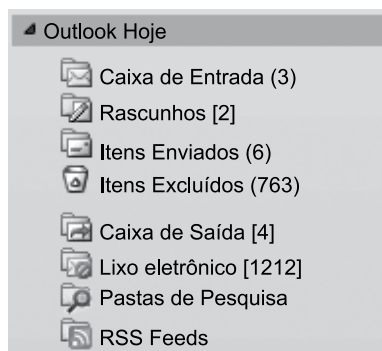 Outlook Hoje
Caixa de Entrada (3)
Rascunhos [2]
Itens Enviados (6)
Itens Excluídos (763)
Caixa de Saída [4]
Lixo eletrônico [1212]
Pastas de Pesquisa
RSS Feeds